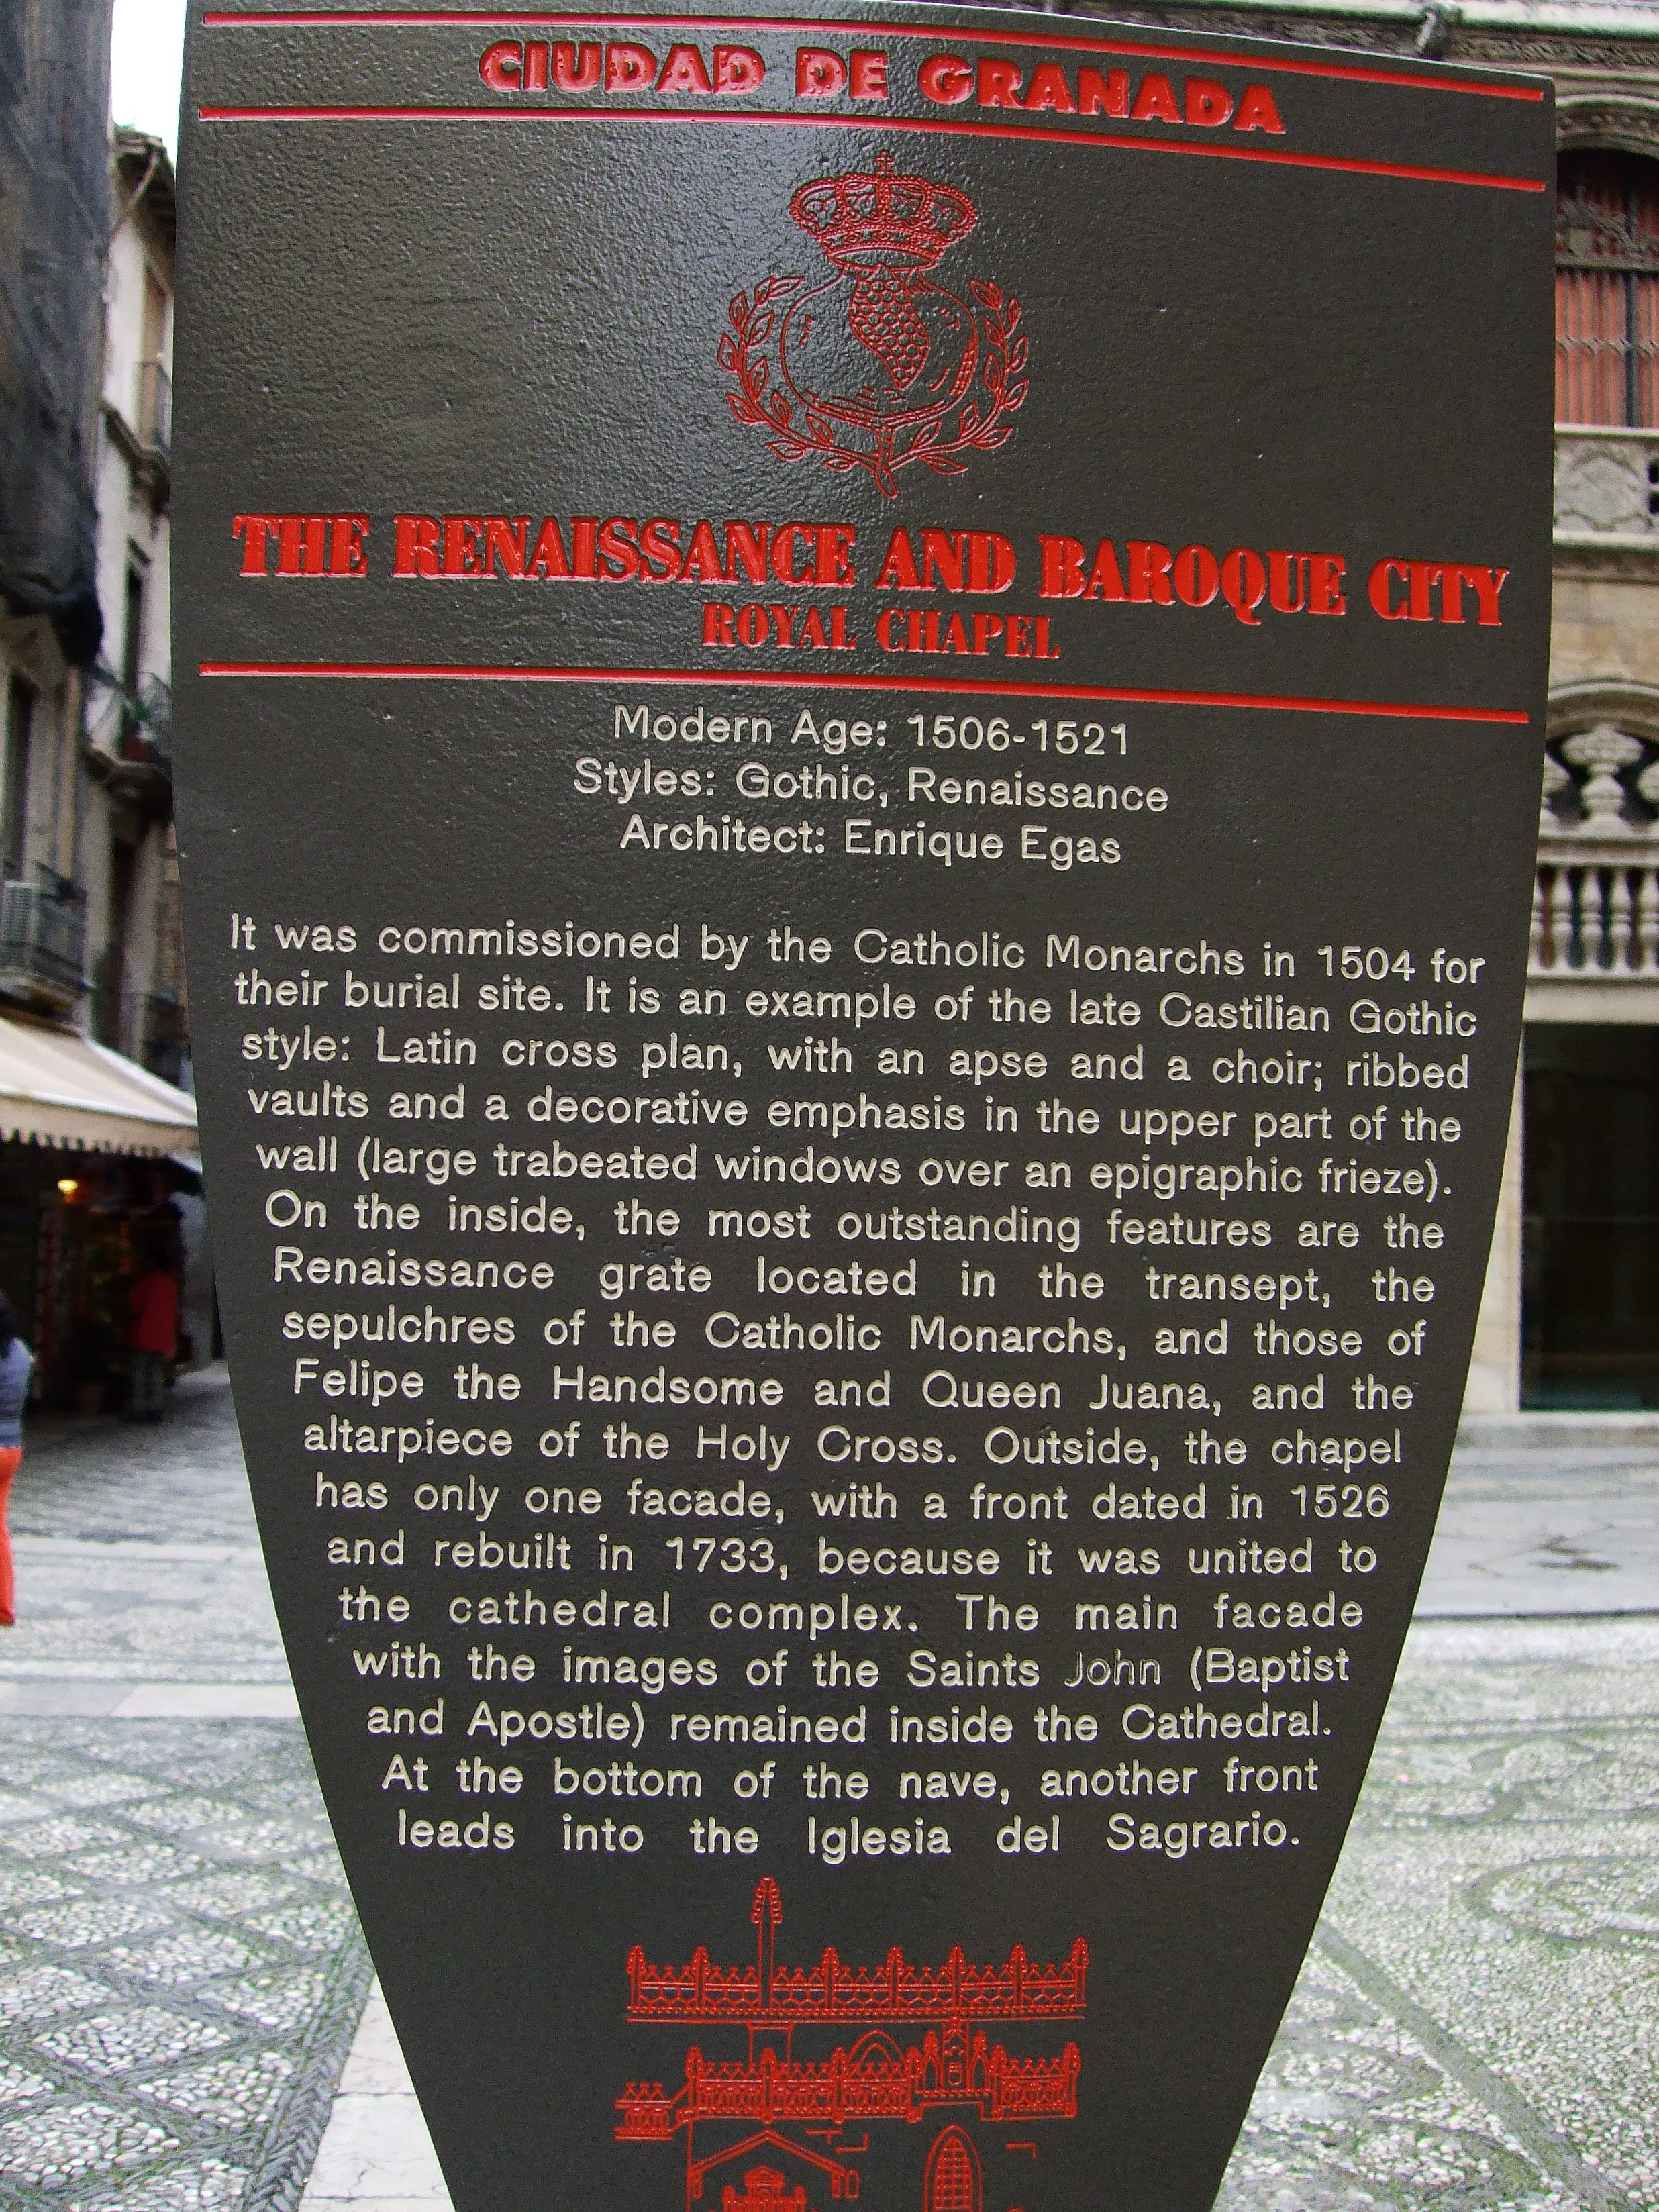 CIUDAD DE GRANADA
THE RENAISSANCE AND BAROQUE CITY
ROYAL CHAPEL
Modern Age: 1506-1521
Styles: Gothic, Renaissance
Architect: Enrique Egas
It was commissioned by the Catholic Monarchs in 1504 for
their burial site. It is an example of the late Castilian Gothic
style: Latin cross plan, with an apse and a choir; ribbed
vaults and a decorative emphasis in the upper part of the
wall (large trabeated windows over an epigraphic frieze).
On the inside, the most outstanding features are the
Renaissance grate located in the transept, the
sepulchres of the Catholic Monarchs, and those of
Felipe the Handsome and Queen Juana, and the
altarpiece of the Holy Cross. Outside, the chapel
has only one facade, with a front dated in 1526
and rebuilt in 1733, because it was united to
the cathedral complex. The main facade
with the images of the Saints John (Baptist
and Apostle) remained inside the Cathedral.
At the bottom of the nave, another front
leads into the Iglesia del Sagrario.